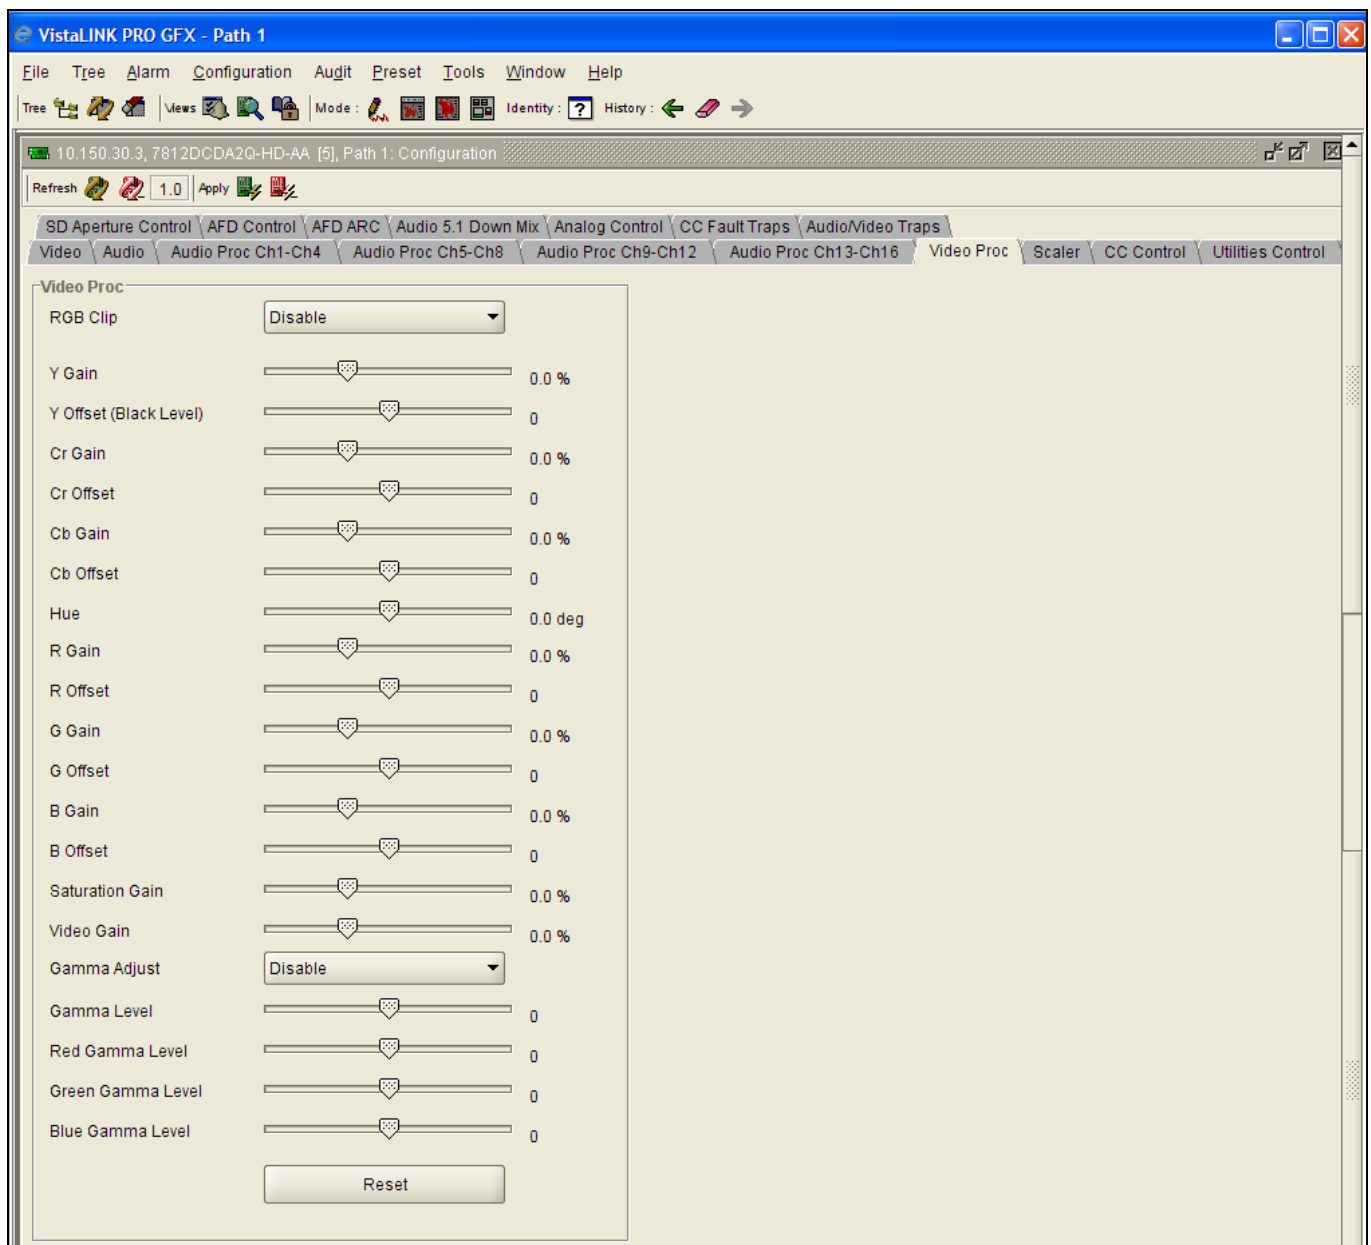 VistaLINK PRO GFX - Path 1
File Tree Alarm Configuration Audit Preset Tools Window Help
Tree Views Mode : Identity : ? History :
10.150.30.3, 7812DCDA2Q-HD-AA [5], Path 1: Configuration
Refresh 1.0 Apply
SD Aperture Control AFD Control AFD ARC Audio 5.1 Down Mix Analog Control CC Fault Traps Audio/Video Traps
Video Audio Audio Proc Ch1-Ch4 Audio Proc Ch5-Ch8 Audio Proc Ch9-Ch12 Audio Proc Ch13-Ch16 Video Proc Scaler CC Control Utilities Control
Video Proc
RGB Clip Disable
Y Gain 0.0 %
Y Offset (Black Level) 0
Cr Gain 0.0 %
Cr Offset 0
Cb Gain 0.0 %
Cb Offset 0
Hue 0.0 deg
R Gain 0.0 %
R Offset 0
G Gain 0.0 %
G Offset 0
B Gain 0.0 %
B Offset 0
Saturation Gain 0.0 %
Video Gain 0.0 %
Gamma Adjust Disable
Gamma Level 0
Red Gamma Level 0
Green Gamma Level 0
Blue Gamma Level 0
Reset